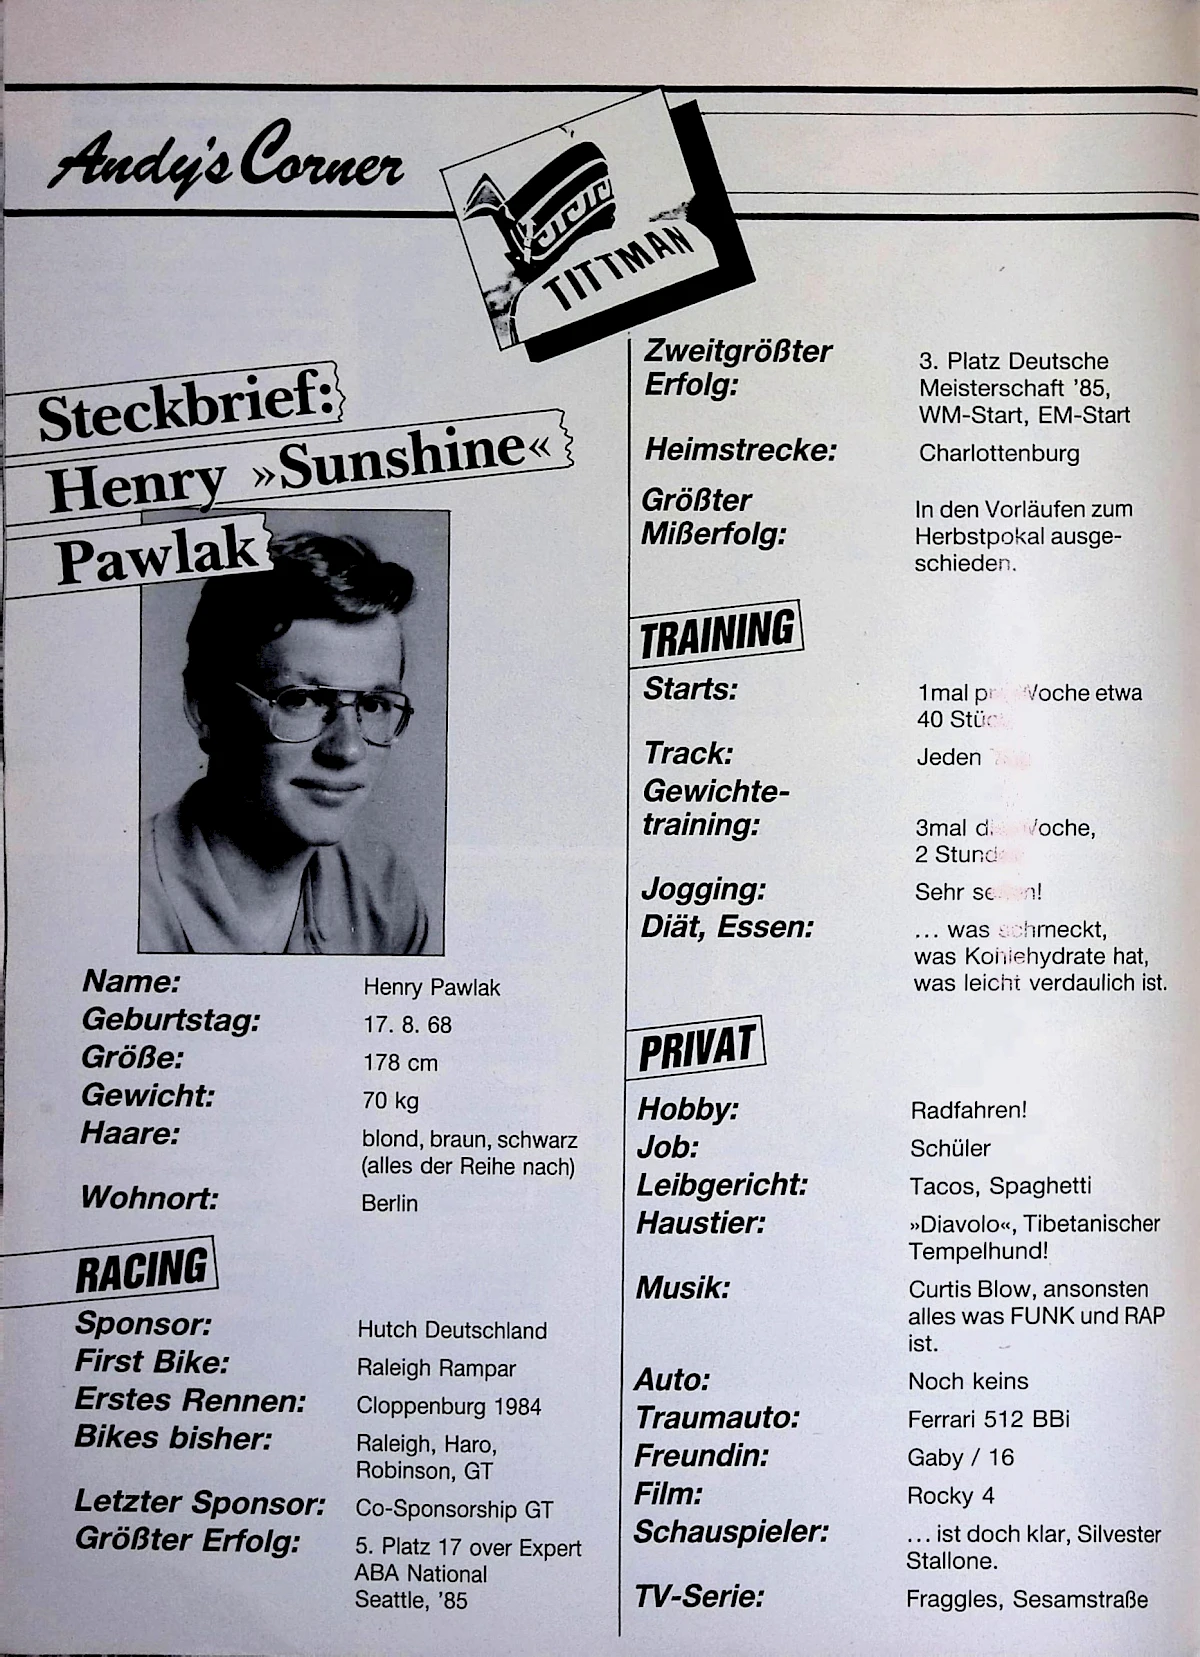 Andy's Corner
TITTMAN
Steckbrief:
Henry »Sunshine«
Pawlak
Name: Henry Pawlak
Geburtstag: 17. 8. 68
Größe: 178 cm
Gewicht: 70 kg
Haare: blond, braun, schwarz
(alles der Reihe nach)
Wohnort: Berlin
RACING
Sponsor: Hutch Deutschland
First Bike: Raleigh Rampar
Erstes Rennen: Cloppenburg 1984
Bikes bisher: Raleigh, Haro,
Robinson, GT
Letzter Sponsor: Co-Sponsorship GT
Größter Erfolg: 5. Platz 17 over Expert
ABA National
Seattle, '85
Zweitgrößter
Erfolg: 3. Platz Deutsche
Meisterschaft '85,
WM-Start, EM-Start
Heimstrecke: Charlottenburg
Größter
Mißerfolg: In den Vorläufen zum
Herbstpokal ausge-
schieden.
TRAINING
Starts: 1mal Woche etwa
40
Track: Jeden
Gewichte-
training: 3mal Woche,
2
Jogging: Sehr
Diät, Essen: ... was schmeckt,
was Kohlehydrate hat,
was leicht verdaulich ist.
PRIVAT
Hobby: Radfahren!
Job: Schüler
Leibgericht: Tacos, Spaghetti
Haustier: »Diavolo«, Tibetanischer
Tempelhund!
Musik: Curtis Blow, ansonsten
alles was FUNK und RAP
ist.
Auto: Noch keins
Traumauto: Ferrari 512 BBi
Freundin: Gaby / 16
Film: Rocky 4
Schauspieler: ... ist doch klar, Silvester
Stallone.
TV-Serie: Fraggles, Sesamstraße